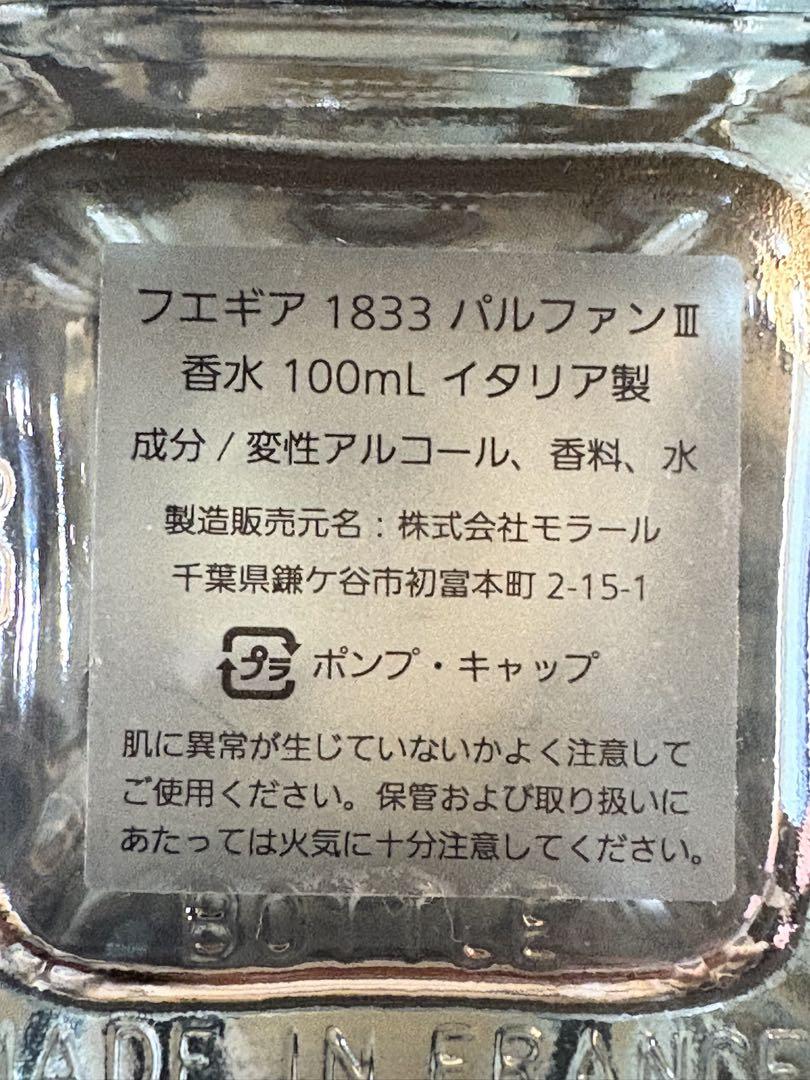 フエギア 1833 パルファンⅢ
香水 100mL イタリア製
成分 / 変性アルコール、香料、水
製造販売元名：株式会社モラール
千葉県鎌ケ谷市初富本町 2-15-1
プラ ポンプ・キャップ
肌に異常が生じていないかよく注意して
ご使用ください。保管および取り扱いに
あたっては火気に十分注意してください。
BOTTLE
MADE IN FRANCE